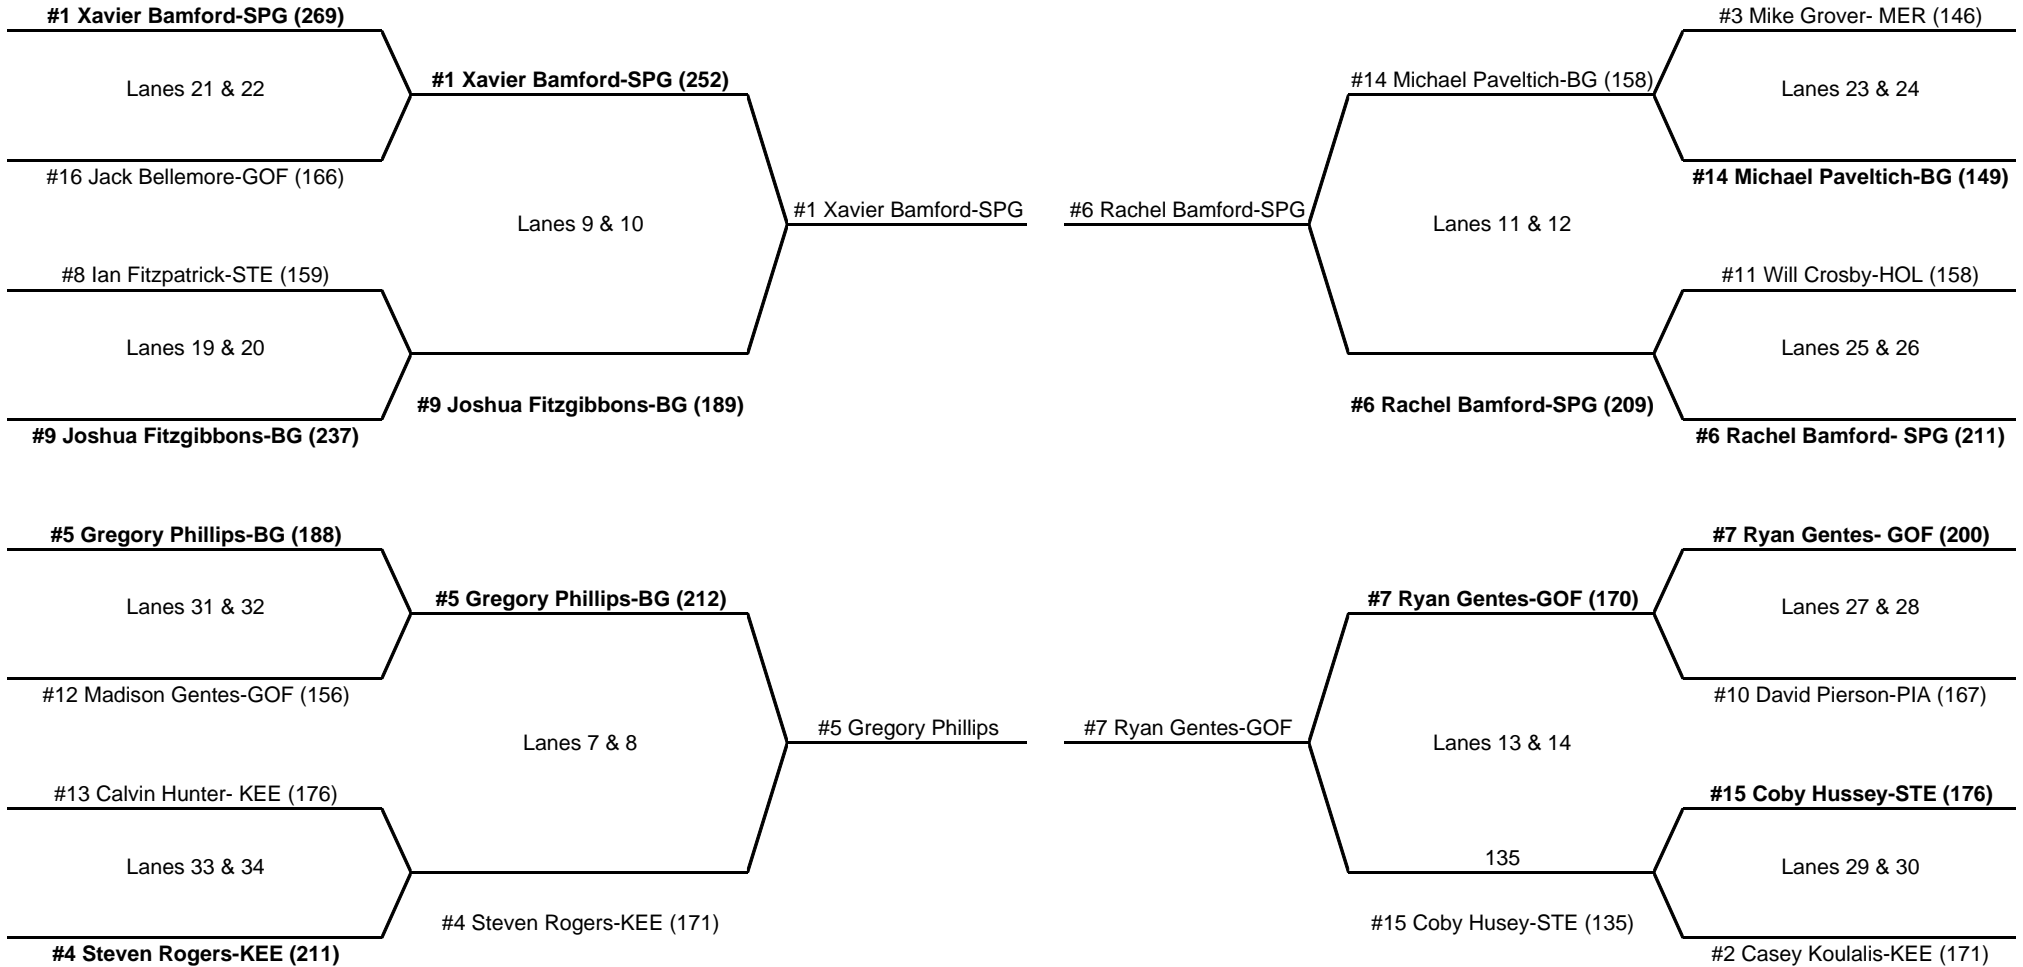 #1 Xavier Bamford-SPG (269)
#3 Mike Grover- MER (146)
Lanes 21 & 22
#1 Xavier Bamford-SPG (252)
#14 Michael Paveltich-BG (158)
Lanes 23 & 24
#16 Jack Bellemore-GOF (166)
#14 Michael Paveltich-BG (149)
Lanes 9 & 10
#1 Xavier Bamford-SPG
#6 Rachel Bamford-SPG
Lanes 11 & 12
#8 Ian Fitzpatrick-STE (159)
#11 Will Crosby-HOL (158)
Lanes 19 & 20
Lanes 25 & 26
#9 Joshua Fitzgibbons-BG (189)
#6 Rachel Bamford-SPG (209)
#9 Joshua Fitzgibbons-BG (237)
#6 Rachel Bamford- SPG (211)
#5 Gregory Phillips-BG (188)
#7 Ryan Gentes- GOF (200)
Lanes 31 & 32
#5 Gregory Phillips-BG (212)
#7 Ryan Gentes-GOF (170)
Lanes 27 & 28
#12 Madison Gentes-GOF (156)
#10 David Pierson-PIA (167)
Lanes 7 & 8
#5 Gregory Phillips
#7 Ryan Gentes-GOF
Lanes 13 & 14
#13 Calvin Hunter- KEE (176)
#15 Coby Hussey-STE (176)
Lanes 33 & 34
135
Lanes 29 & 30
#4 Steven Rogers-KEE (171)
#15 Coby Husey-STE (135)
#4 Steven Rogers-KEE (211)
#2 Casey Koulalis-KEE (171)